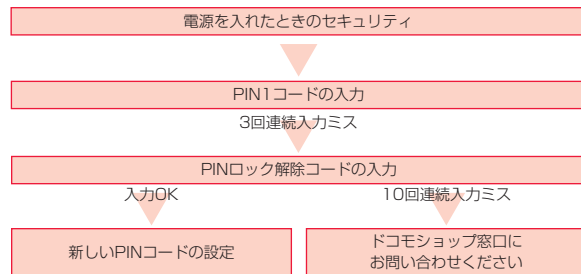 電源を入れたときのセキュリティ
PIN1コードの入力
3回連続入力ミス
PINロック解除コードの入力
入力OK
10回連続入力ミス
新しいPINコードの設定
ドコモショップ窓口に
お問い合わせください